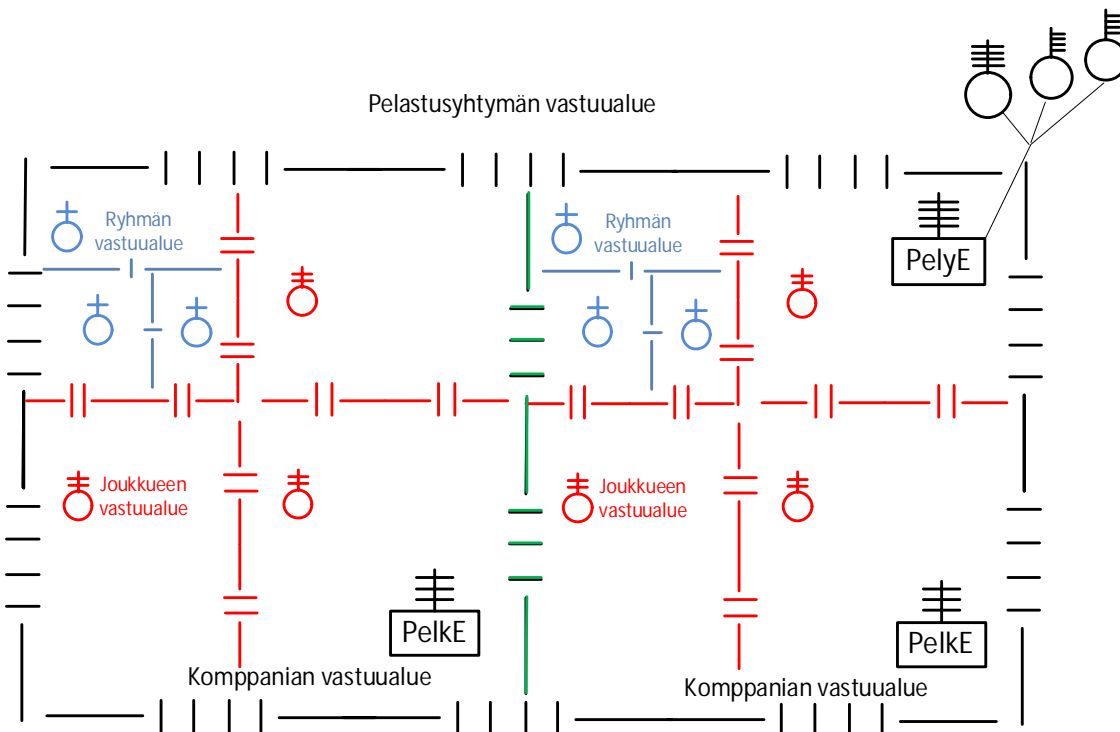 Pelastusyhtymän vastuualue
Ryhmän
vastuualue
Ryhmän
vastuualue
PelyE
Joukkueen
vastuualue
Joukkueen
vastuualue
PelkE
PelkE
Komppanian vastuualue
Komppanian vastuualue